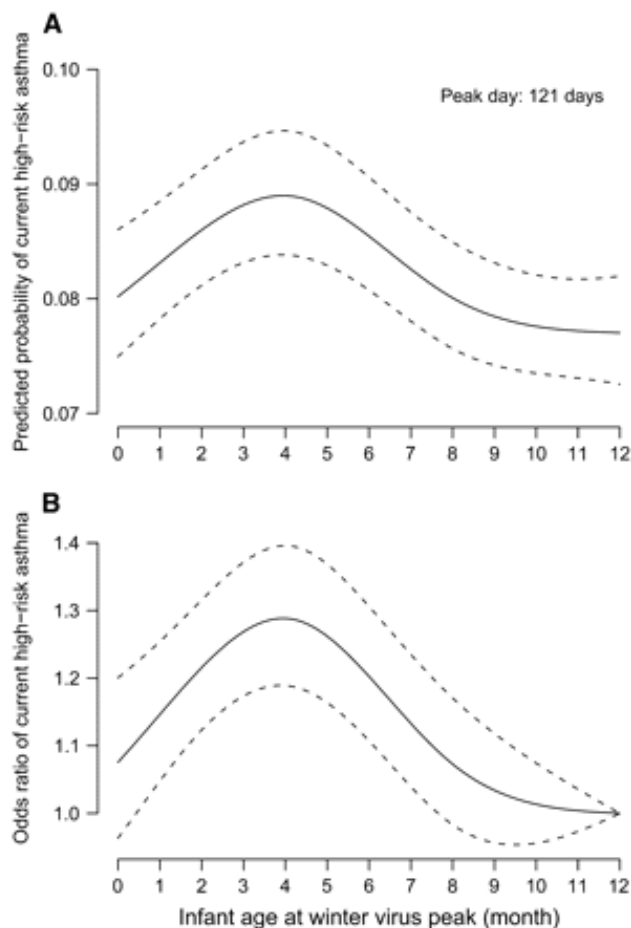 A
Predicted probability of current high-risk asthma
Peak day: 121 days
0.10
0.09
0.08
0.07
0 1 2 3 4 5 6 7 8 9 10 11 12
B
Odds ratio of current high-risk asthma
1.4
1.3
1.2
1.1
1.0
0 1 2 3 4 5 6 7 8 9 10 11 12
Infant age at winter virus peak (month)